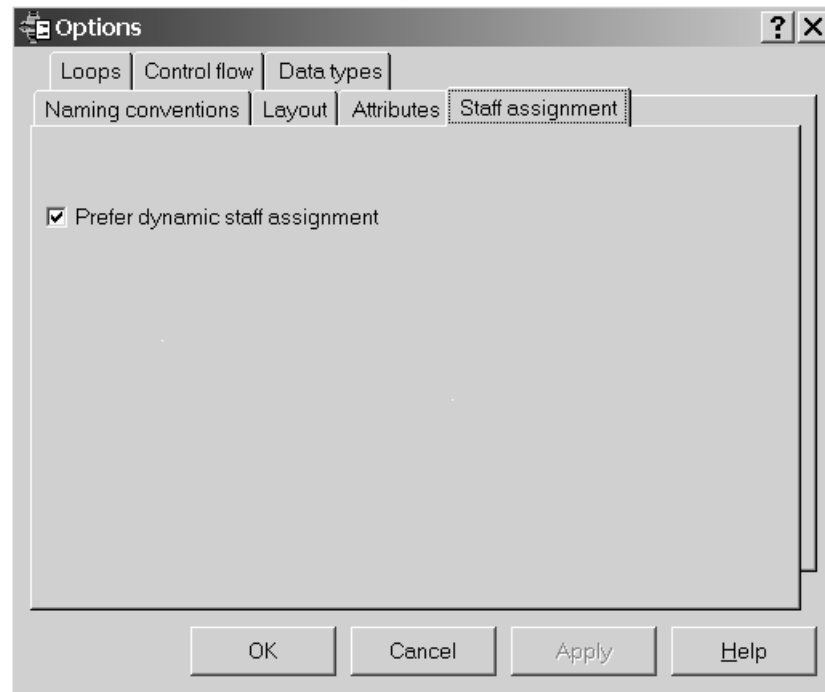 Options
Loops Control flow Data types
Naming conventions Layout Attributes Staff assignment
Prefer dynamic staff assignment
OK Cancel Apply Help